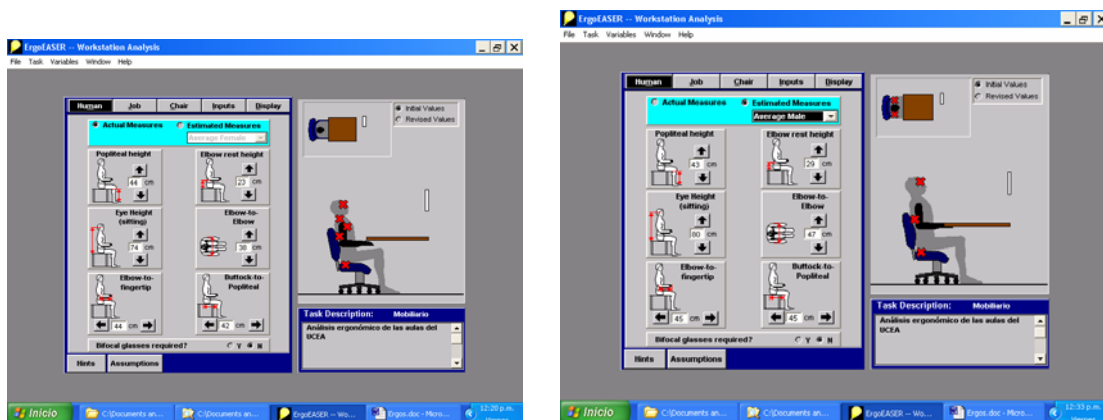 ErgoEASER -- Workstation Analysis
File Task Variables Window Help
Human Job Chair Inputs Display
Actual Measures Estimated Measures
Average Female
Initial Values
Revised Values
Popliteal height
44 cm
Elbow rest height
23 cm
Eye Height
(sitting)
74 cm
Elbow-to-
Elbow
38 cm
Elbow-to-
fingertip
44 cm
Buttock-to-
Popliteal
42 cm
Bifocal glasses required? Y N
Hints Assumptions
Task Description: Mobiliario
Análisis ergonómico de las aulas del
UCEA
Inicio C:\Documents an... C:\Documents an... ErgoEASER -- Wo... Ergos.doc - Micro... 12:20 p.m.
ErgoEASER -- Workstation Analysis
File Task Variables Window Help
Human Job Chair Inputs Display
Actual Measures Estimated Measures
Average Male
Initial Values
Revised Values
Popliteal height
43 cm
Elbow rest height
29 cm
Eye Height
(sitting)
80 cm
Elbow-to-
Elbow
47 cm
Elbow-to-
fingertip
45 cm
Buttock-to-
Popliteal
45 cm
Bifocal glasses required? Y N
Hints Assumptions
Task Description: Mobiliario
Análisis ergonómico de las aulas del
UCEA
Inicio C:\Documents an... C:\Documents an... ErgoEASER -- Wo... Ergos.doc - Micro... 12:33 p.m.